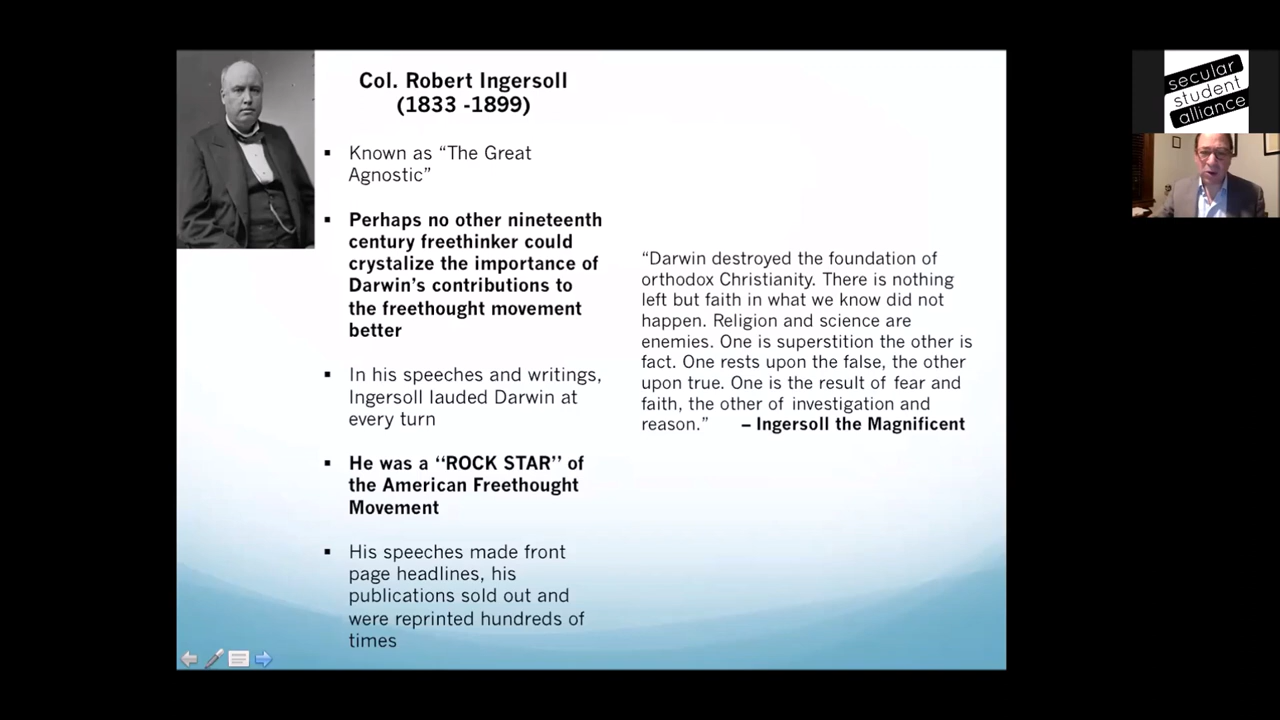 Col. Robert Ingersoll
(1833 -1899)
▪ Known as “The Great
Agnostic”
▪ Perhaps no other nineteenth
century freethinker could
crystalize the importance of
Darwin’s contributions to
the freethought movement
better
▪ In his speeches and writings,
Ingersoll lauded Darwin at
every turn
▪ He was a “ROCK STAR” of
the American Freethought
Movement
▪ His speeches made front
page headlines, his
publications sold out and
were reprinted hundreds of
times
“Darwin destroyed the foundation of
orthodox Christianity. There is nothing
left but faith in what we know did not
happen. Religion and science are
enemies. One is superstition the other is
fact. One rests upon the false, the other
upon true. One is the result of fear and
faith, the other of investigation and
reason.” – Ingersoll the Magnificent
secular
student
alliance